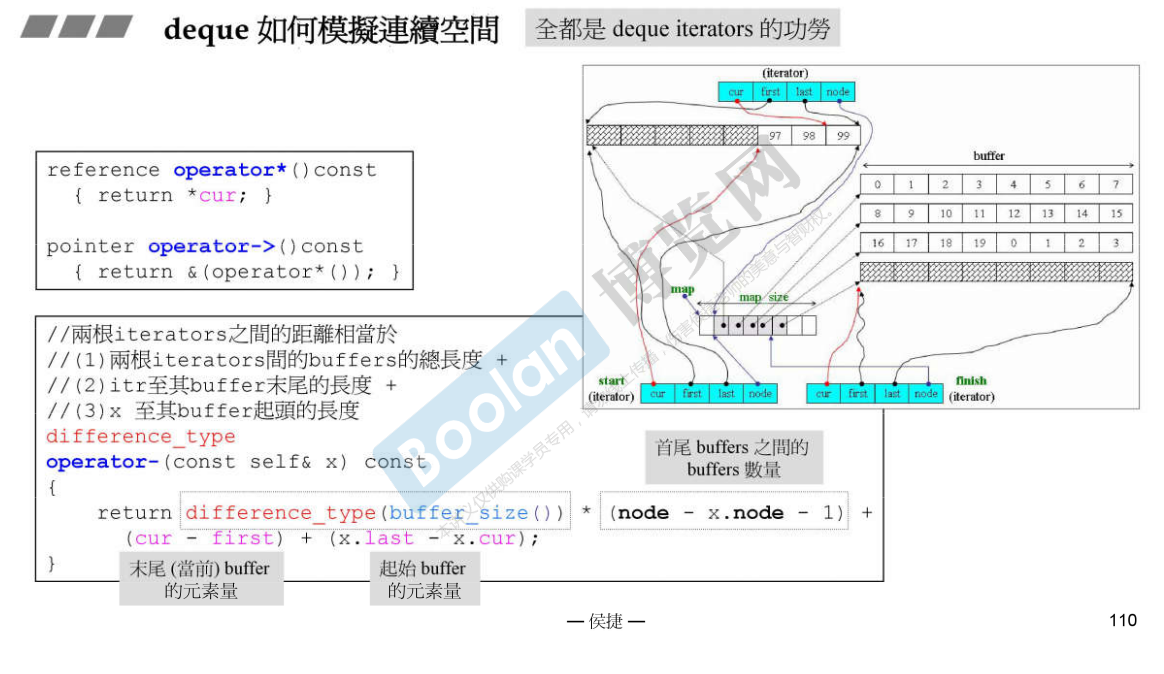 deque 如何模擬連續空間
全都是 deque iterators 的功勞
reference operator*()const
{ return *cur; }
pointer operator->()const
{ return &(operator*()); }
//兩根iterators之間的距離相當於
//(1)兩根iterators間的buffers的總長度 +
//(2)itr至其buffer末尾的長度 +
//(3)x 至其buffer起頭的長度
difference_type
operator-(const self& x) const
{
return difference_type(buffer_size()) * (node - x.node - 1) +
(cur - first) + (x.last - x.cur);
}
末尾 (當前) buffer
的元素量
起始 buffer
的元素量
首尾 buffers 之間的
buffers 數量
(iterator)
cur first last node
97 98 99
buffer
0 1 2 3 4 5 6 7
8 9 10 11 12 13 14 15
16 17 18 19 0 1 2 3
map
map size
start
(iterator)
cur first last node
cur first last node
finish
(iterator)
Boolan
博览网
— 侯捷 —
110